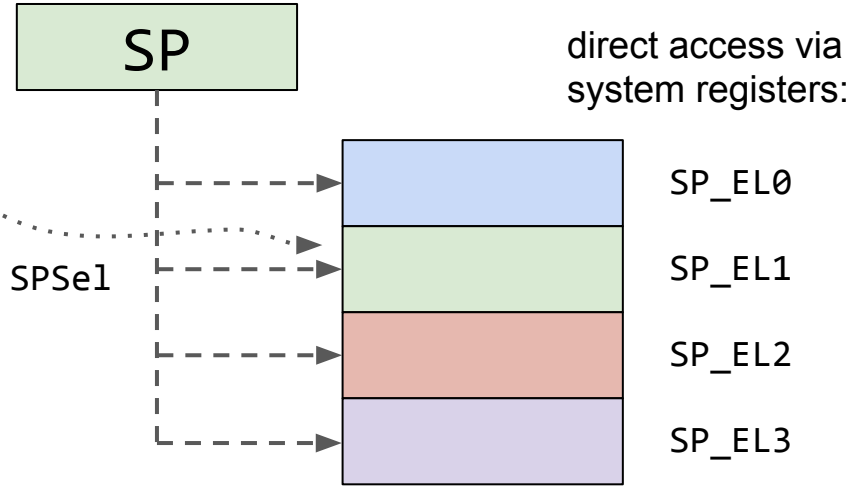 SP
direct access via
system registers:
SP_EL0
SPSel
SP_EL1
SP_EL2
SP_EL3